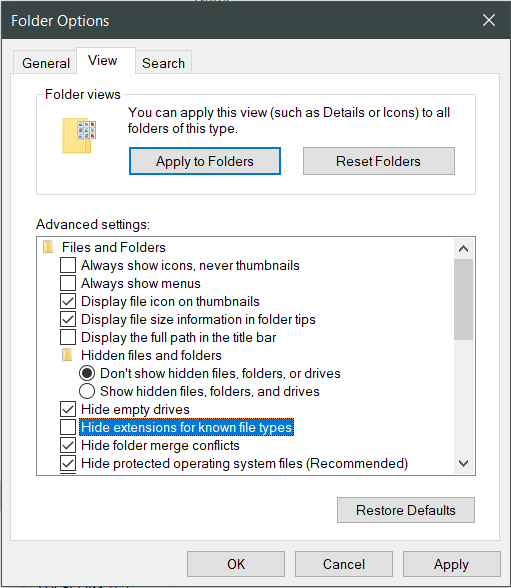 Folder Options
General
View
Search
Folder views
You can apply this view (such as Details or Icons) to all
folders of this type.
Apply to Folders
Reset Folders
Advanced settings:
Files and Folders
Always show icons, never thumbnails
Always show menus
Display file icon on thumbnails
Display file size information in folder tips
Display the full path in the title bar
Hidden files and folders
Don't show hidden files, folders, or drives
Show hidden files, folders, and drives
Hide empty drives
Hide extensions for known file types
Hide folder merge conflicts
Hide protected operating system files (Recommended)
Restore Defaults
OK
Cancel
Apply